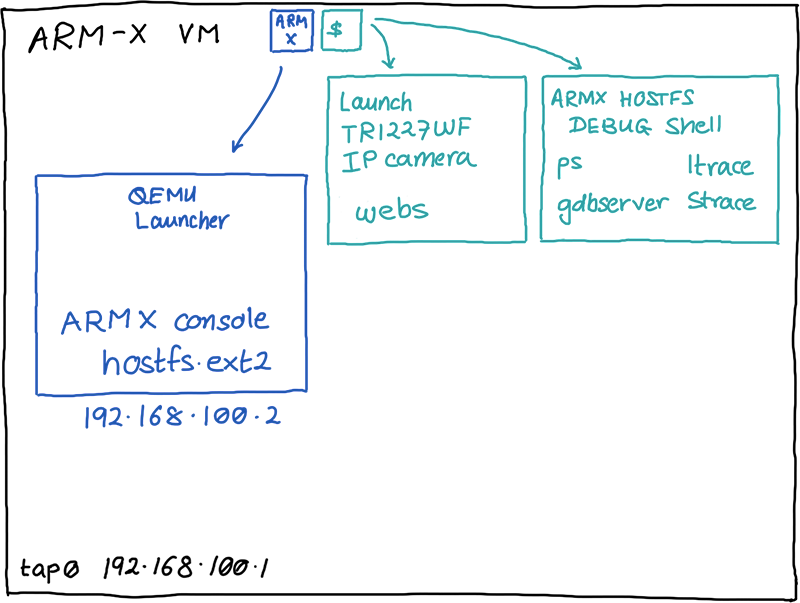 ARM-X VM
ARM
X
$
Launch
TRI227WF
IP camera
webs
ARMX HOSTFS
DEBUG Shell
ps ltrace
gdbserver strace
QEMU
Launcher
ARMX console
hostfs.ext2
192.168.100.2
tap0 192.168.100.1